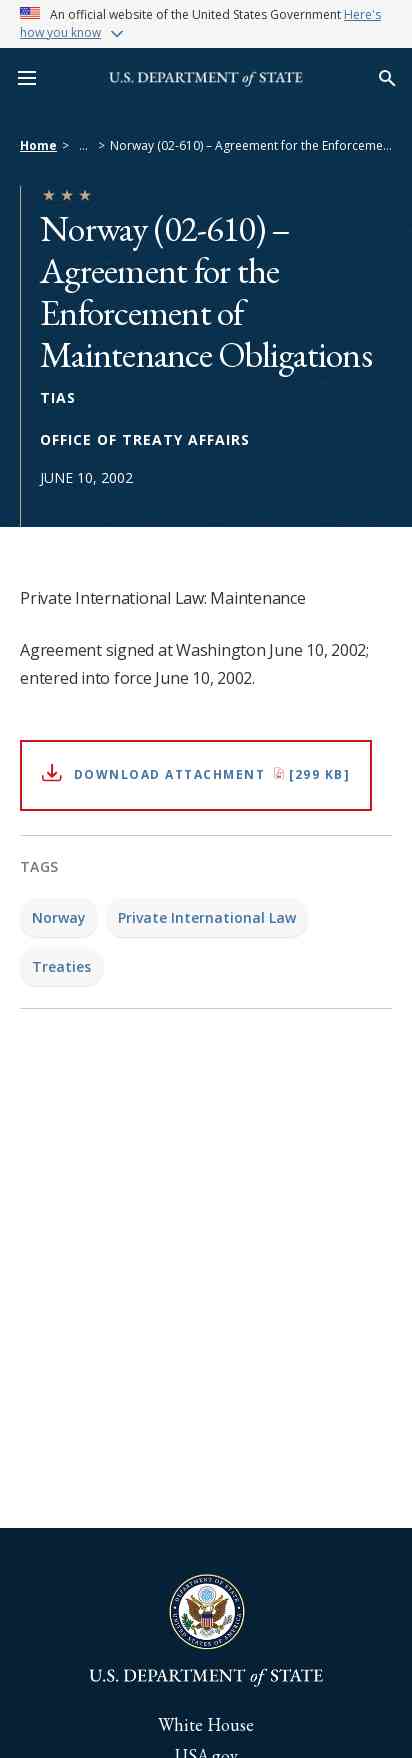 An official website of the United States Government Here's
how you know
U.S. DEPARTMENT of STATE
Home > ... > Norway (02-610) – Agreement for the Enforceme...
Norway (02-610) –
Agreement for the
Enforcement of
Maintenance Obligations
TIAS
OFFICE OF TREATY AFFAIRS
JUNE 10, 2002
Private International Law: Maintenance
Agreement signed at Washington June 10, 2002;
entered into force June 10, 2002.
DOWNLOAD ATTACHMENT [299 KB]
TAGS
Norway Private International Law
Treaties
DEPARTMENT OF STATE
UNITED STATES OF AMERICA
U.S. DEPARTMENT of STATE
White House
USA.gov